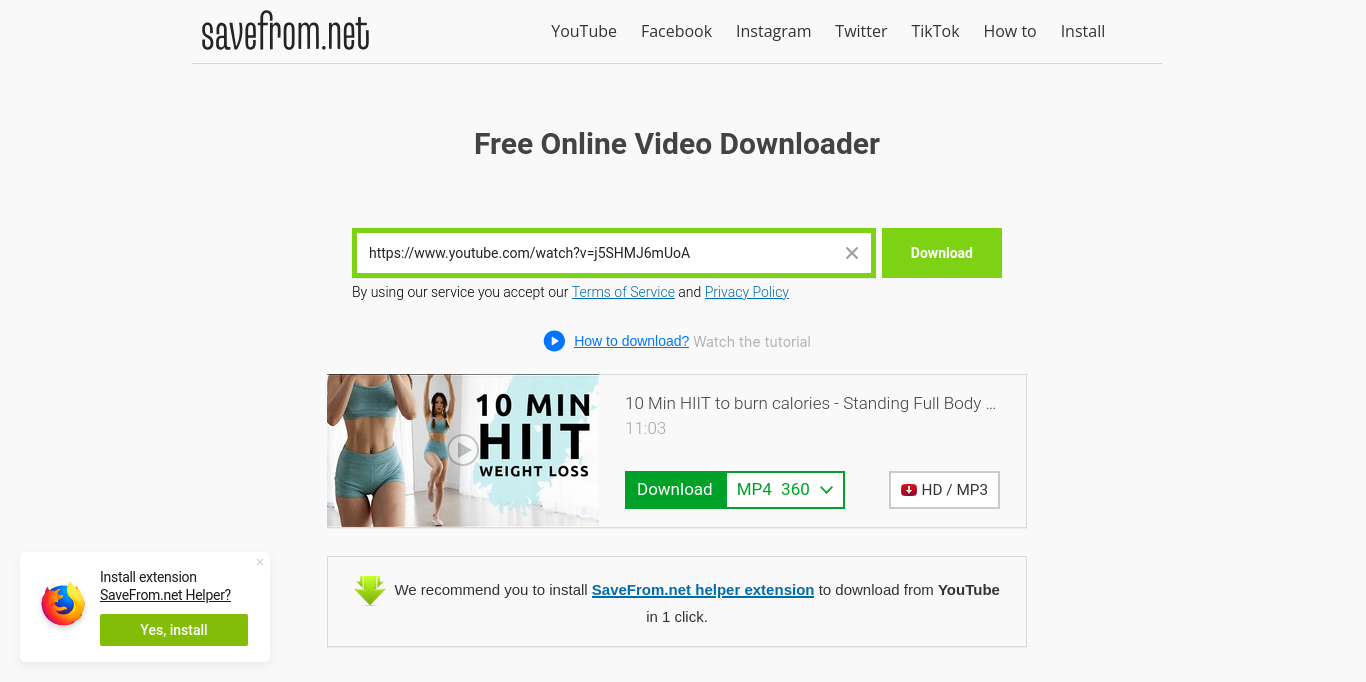 savefrom.net
YouTube Facebook Instagram Twitter TikTok How to Install
Free Online Video Downloader
https://www.youtube.com/watch?v=j5SHMJ6mUoA
Download
By using our service you accept our Terms of Service and Privacy Policy
How to download? Watch the tutorial
10 MIN
HIIT
WEIGHT LOSS
10 Min HIIT to burn calories - Standing Full Body ...
11:03
Download MP4 360
HD / MP3
We recommend you to install SaveFrom.net helper extension to download from YouTube
in 1 click.
Install extension
SaveFrom.net Helper?
Yes, install